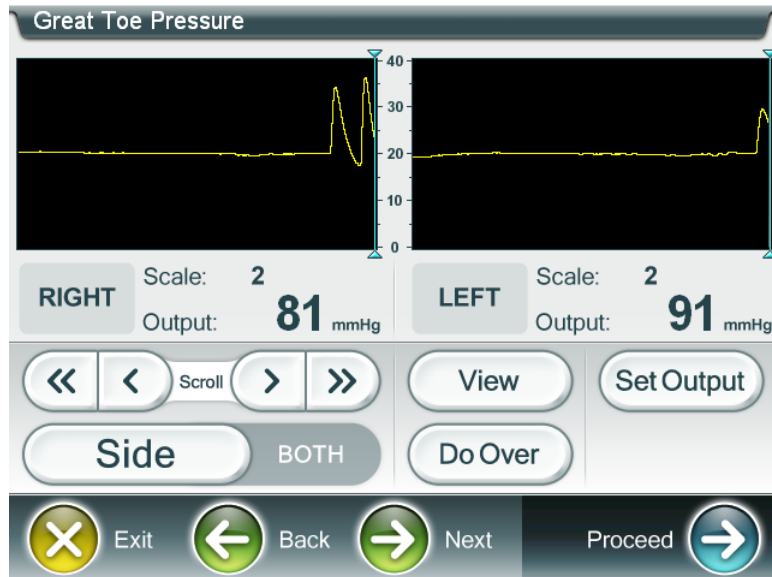 Great Toe Pressure
40
30
20
10
0
RIGHT
Scale: 2
Output: 81 mmHg
LEFT
Scale: 2
Output: 91 mmHg
Scroll
View
Set Output
Side
BOTH
Do Over
Exit
Back
Next
Proceed